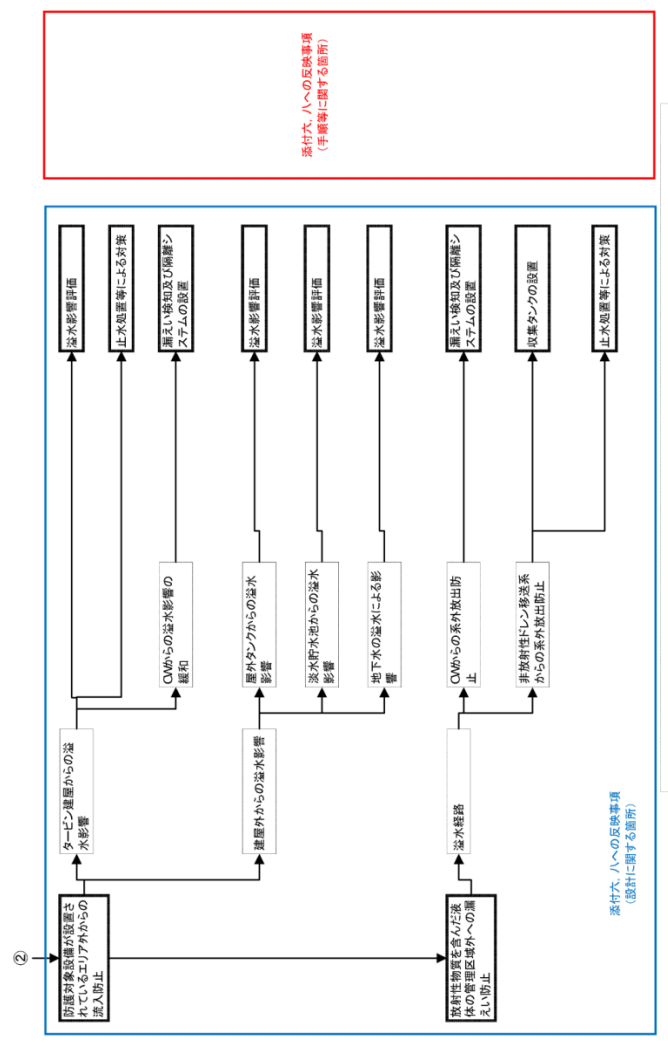 ②
防護対象設備が設置さ
れているエリア外からの
流入防止
タービン建屋からの溢
水影響
溢水影響評価
止水処置等による対策
CWからの溢水影響の
緩和
漏えい検知及び隔離シ
ステムの設置
建屋外からの溢水影響
屋外タンクからの溢水
影響
溢水影響評価
淡水貯水池からの溢水
影響
溢水影響評価
地下水の溢水による影
響
溢水影響評価
放射性物質を含んだ液
体の管理区域外への漏
えい防止
溢水経路
CWからの系外放出防
止
漏えい検知及び隔離シ
ステムの設置
非放射性ドレン移送系
からの系外放出防止
収集タンクの設置
止水処置等による対策
添付六，八への反映事項
（設計に関する箇所）
添付六，八への反映事項
（手順等に関する箇所）